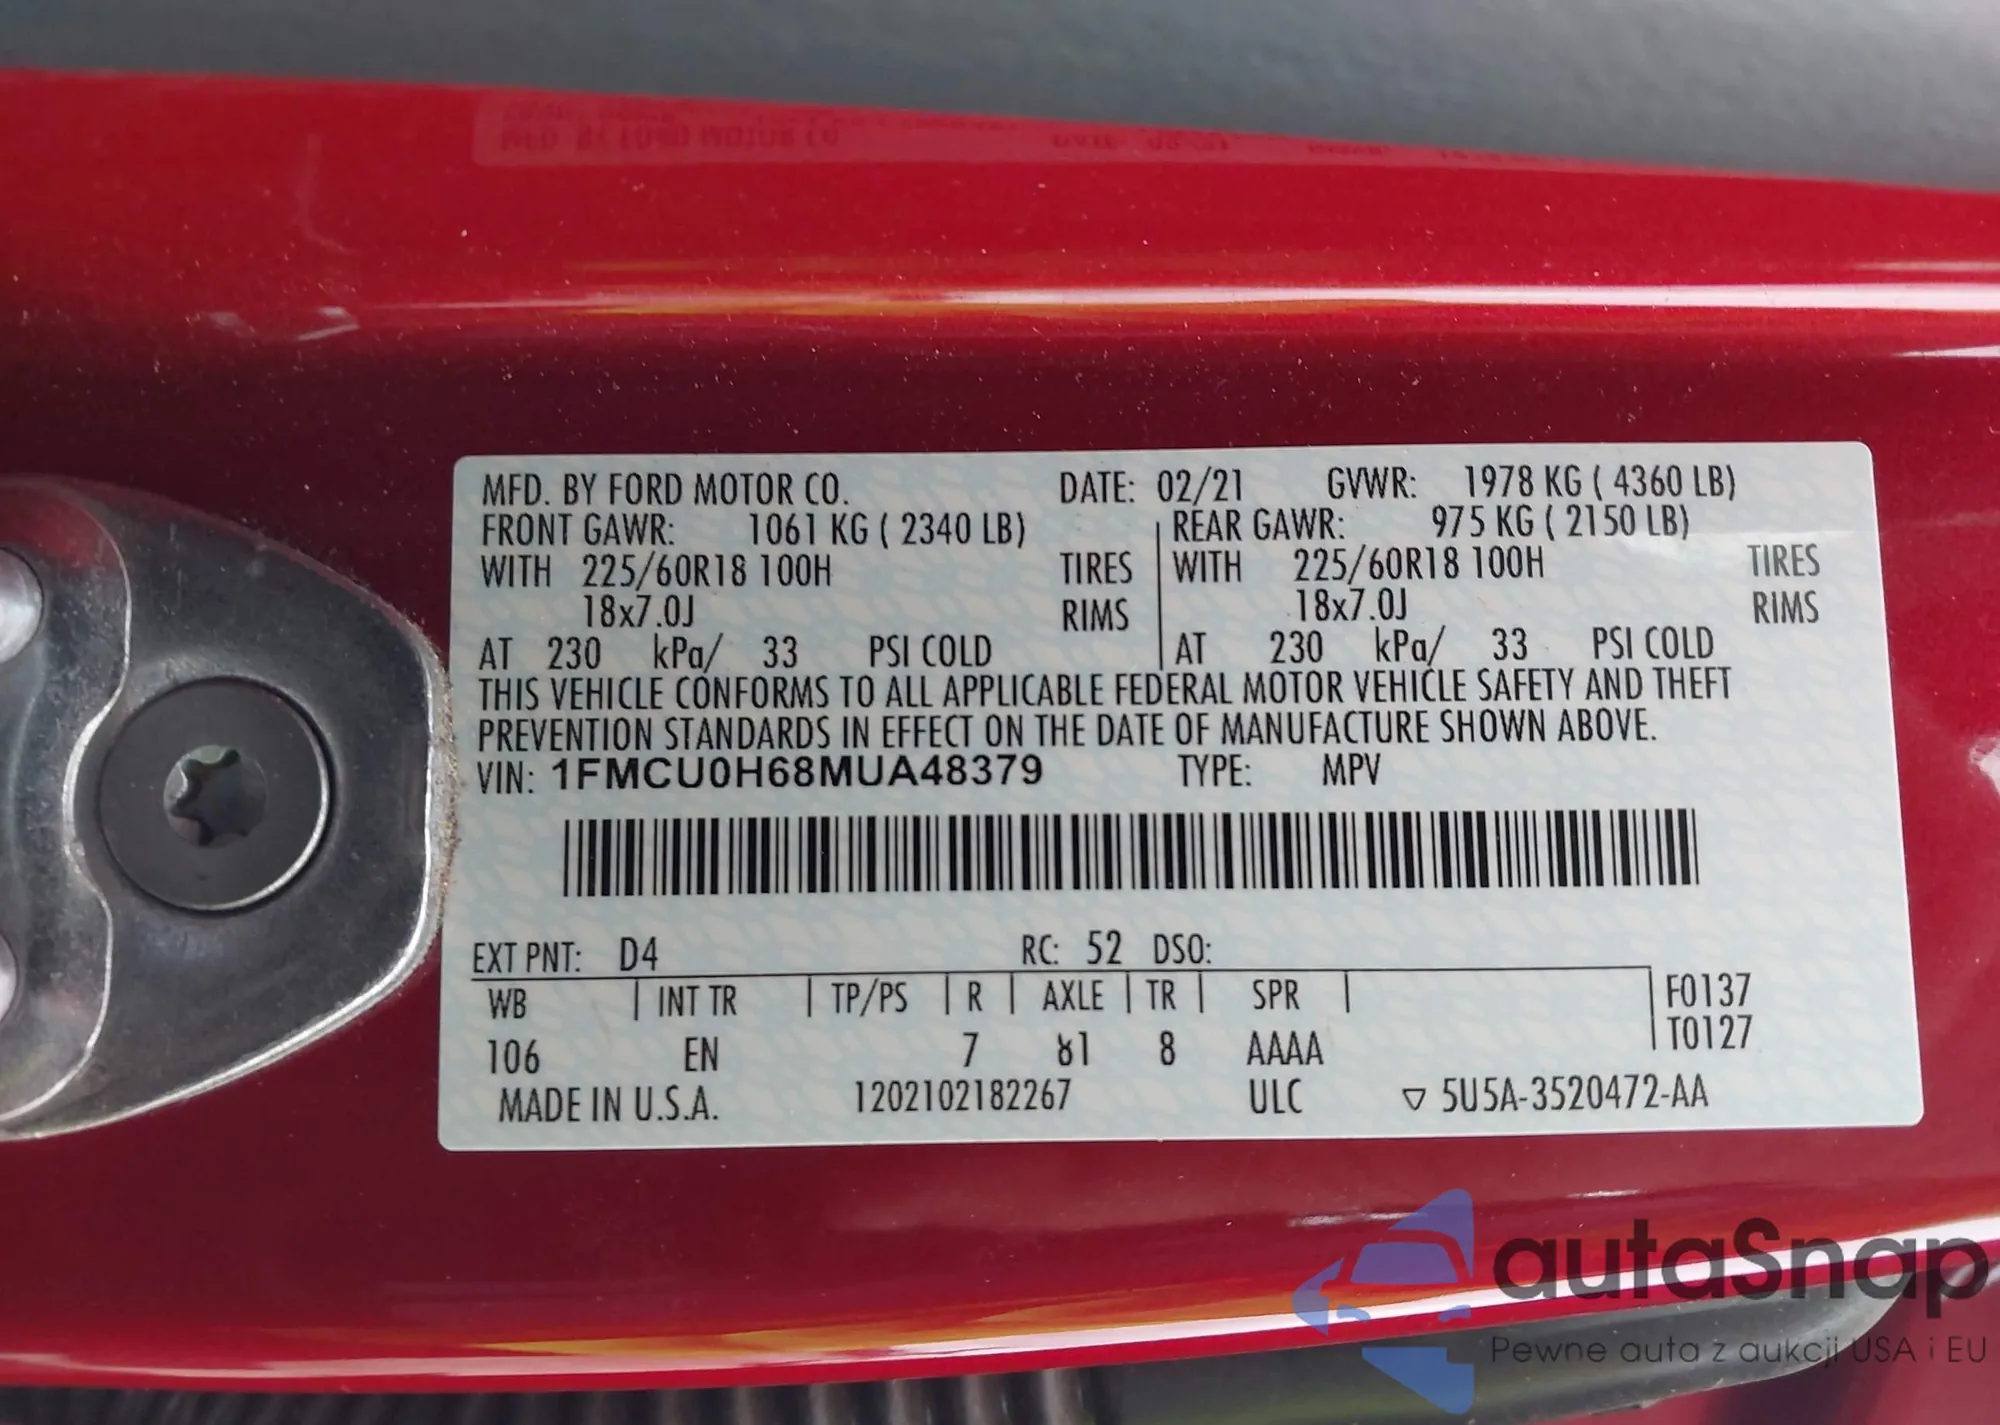 MFD. BY FORD MOTOR CO. DATE: 02/21 GVWR: 1978 KG ( 4360 LB)
FRONT GAWR: 1061 KG ( 2340 LB) REAR GAWR: 975 KG ( 2150 LB)
WITH 225/60R18 100H TIRES WITH 225/60R18 100H TIRES
18x7.0J RIMS 18x7.0J RIMS
AT 230 kPa/ 33 PSI COLD AT 230 kPa/ 33 PSI COLD
THIS VEHICLE CONFORMS TO ALL APPLICABLE FEDERAL MOTOR VEHICLE SAFETY AND THEFT
PREVENTION STANDARDS IN EFFECT ON THE DATE OF MANUFACTURE SHOWN ABOVE.
VIN: 1FMCU0H68MUA48379 TYPE: MPV
EXT PNT: D4 RC: 52 DSO:
WB | INT TR | TP/PS | R | AXLE | TR | SPR | F0137
T0127
106 EN 7 81 8 AAAA
MADE IN U.S.A. 1202102182267 ULC ▽ 5U5A-3520472-AA
autaSnap
Pewne auta z aukcji USA i EU